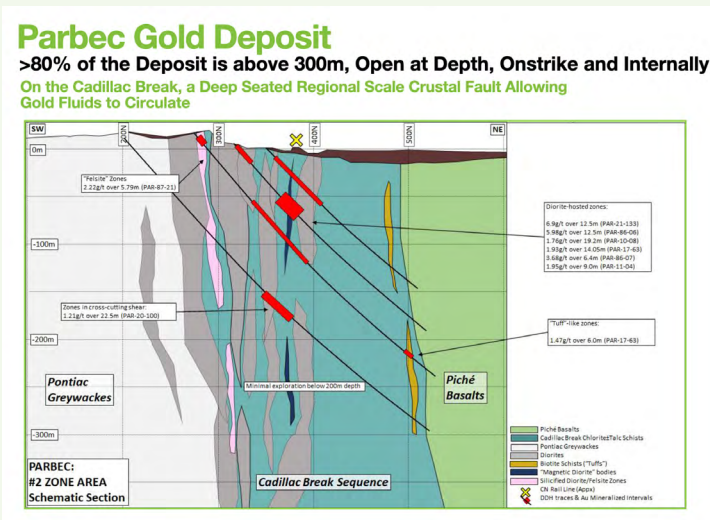 Parbec Gold Deposit
>80% of the Deposit is above 300m, Open at Depth, Onstrike and Internally
On the Cadillac Break, a Deep Seated Regional Scale Crustal Fault Allowing
Gold Fluids to Circulate
SW
200N
300N
400N
500N
NE
0m
"Felsite" Zones
2.22g/t over 5.79m (PAR-87-21)
Diorite-hosted zones:
6.9g/t over 12.5m (PAR-21-133)
5.98g/t over 12.5m (PAR-86-06)
1.76g/t 19.2m (PAR-10-08)
1.93g/t over 14.05m (PAR-17-63)
3.68g/t over 6.4m (PAR-86-07)
1.95g/t over 9.0m (PAR-11-04)
-100m
Zones in cross-cutting shear:
1.21g/t over 22.5m (PAR-20-100)
-200m
"Tuff"-like zones:
1.47g/t over 6.0m (PAR-17-63)
Pontiac
Greywackes
Minimal exploration below 200m depth
Piché
Basalts
-300m
Piché Basalts
Cadillac Break Chlorite±Talc Schists
Pontiac Greywackes
Diorites
Biotite Schists ("Tuffs")
"Magnetic Diorite" bodies
Silicified Diorite/Felsite Zones
CN Rail Line (Appx)
DDH traces & Au Mineralized Intervals
PARBEC:
#2 ZONE AREA
Schematic Section
Cadillac Break Sequence